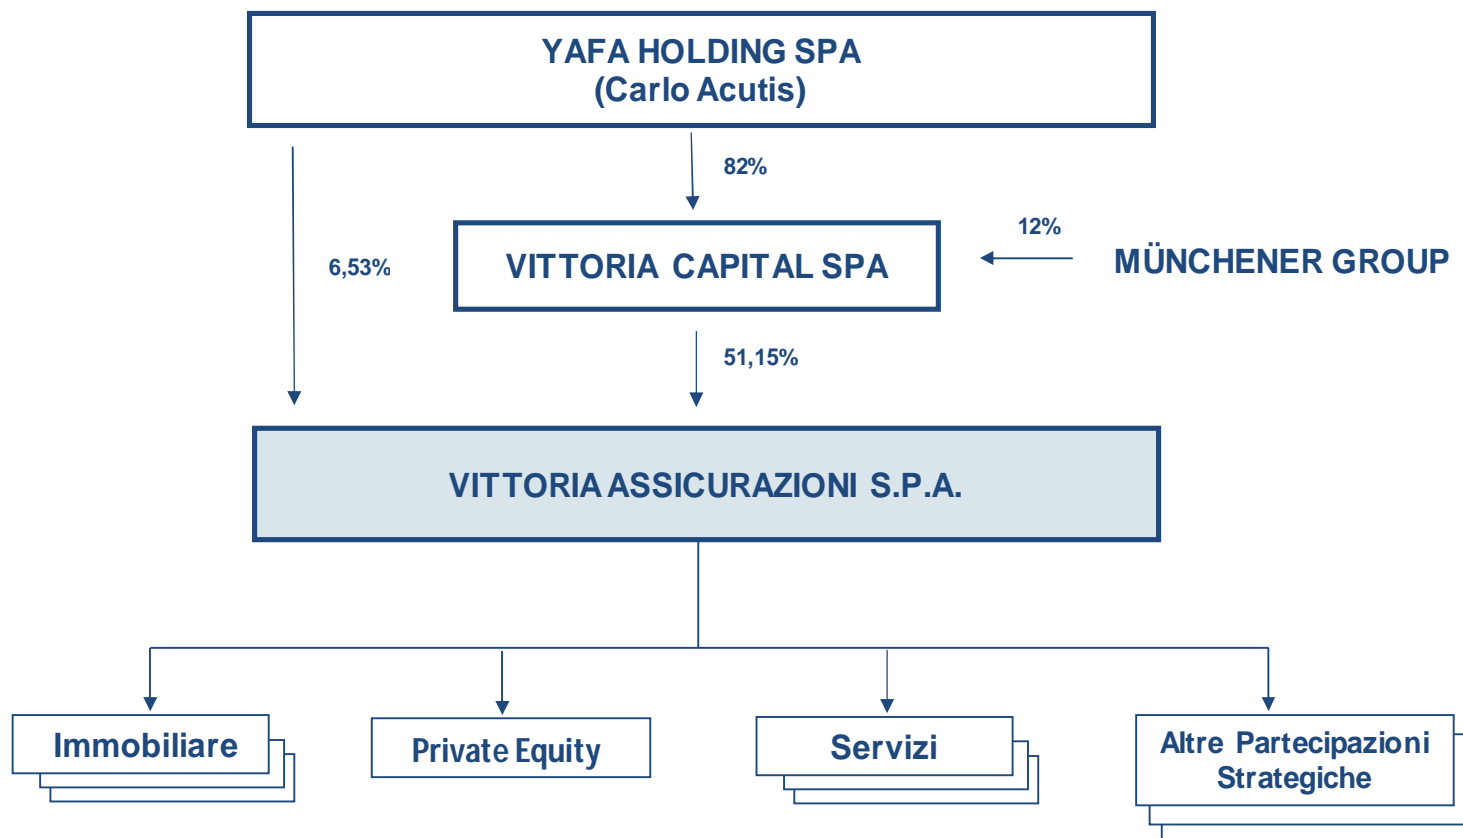 YAFA HOLDING SPA
(Carlo Acutis)
82%
12%
6,53%
VITTORIA CAPITAL SPA
MÜNCHENER GROUP
51,15%
VITTORIA ASSICURAZIONI S.P.A.
Immobiliare
Private Equity
Servizi
Altre Partecipazioni
Strategiche